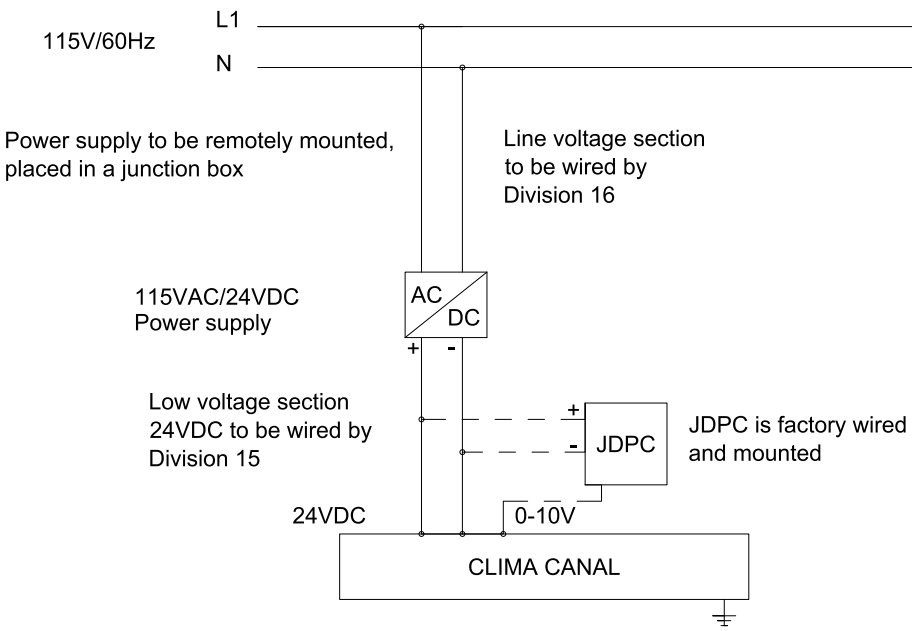 L1
115V/60Hz
N
Power supply to be remotely mounted,
placed in a junction box
Line voltage section
to be wired by
Division 16
115VAC/24VDC
Power supply
AC
DC
+ -
Low voltage section
24VDC to be wired by
Division 15
+
-
JDPC
JDPC is factory wired
and mounted
24VDC
0-10V
CLIMA CANAL